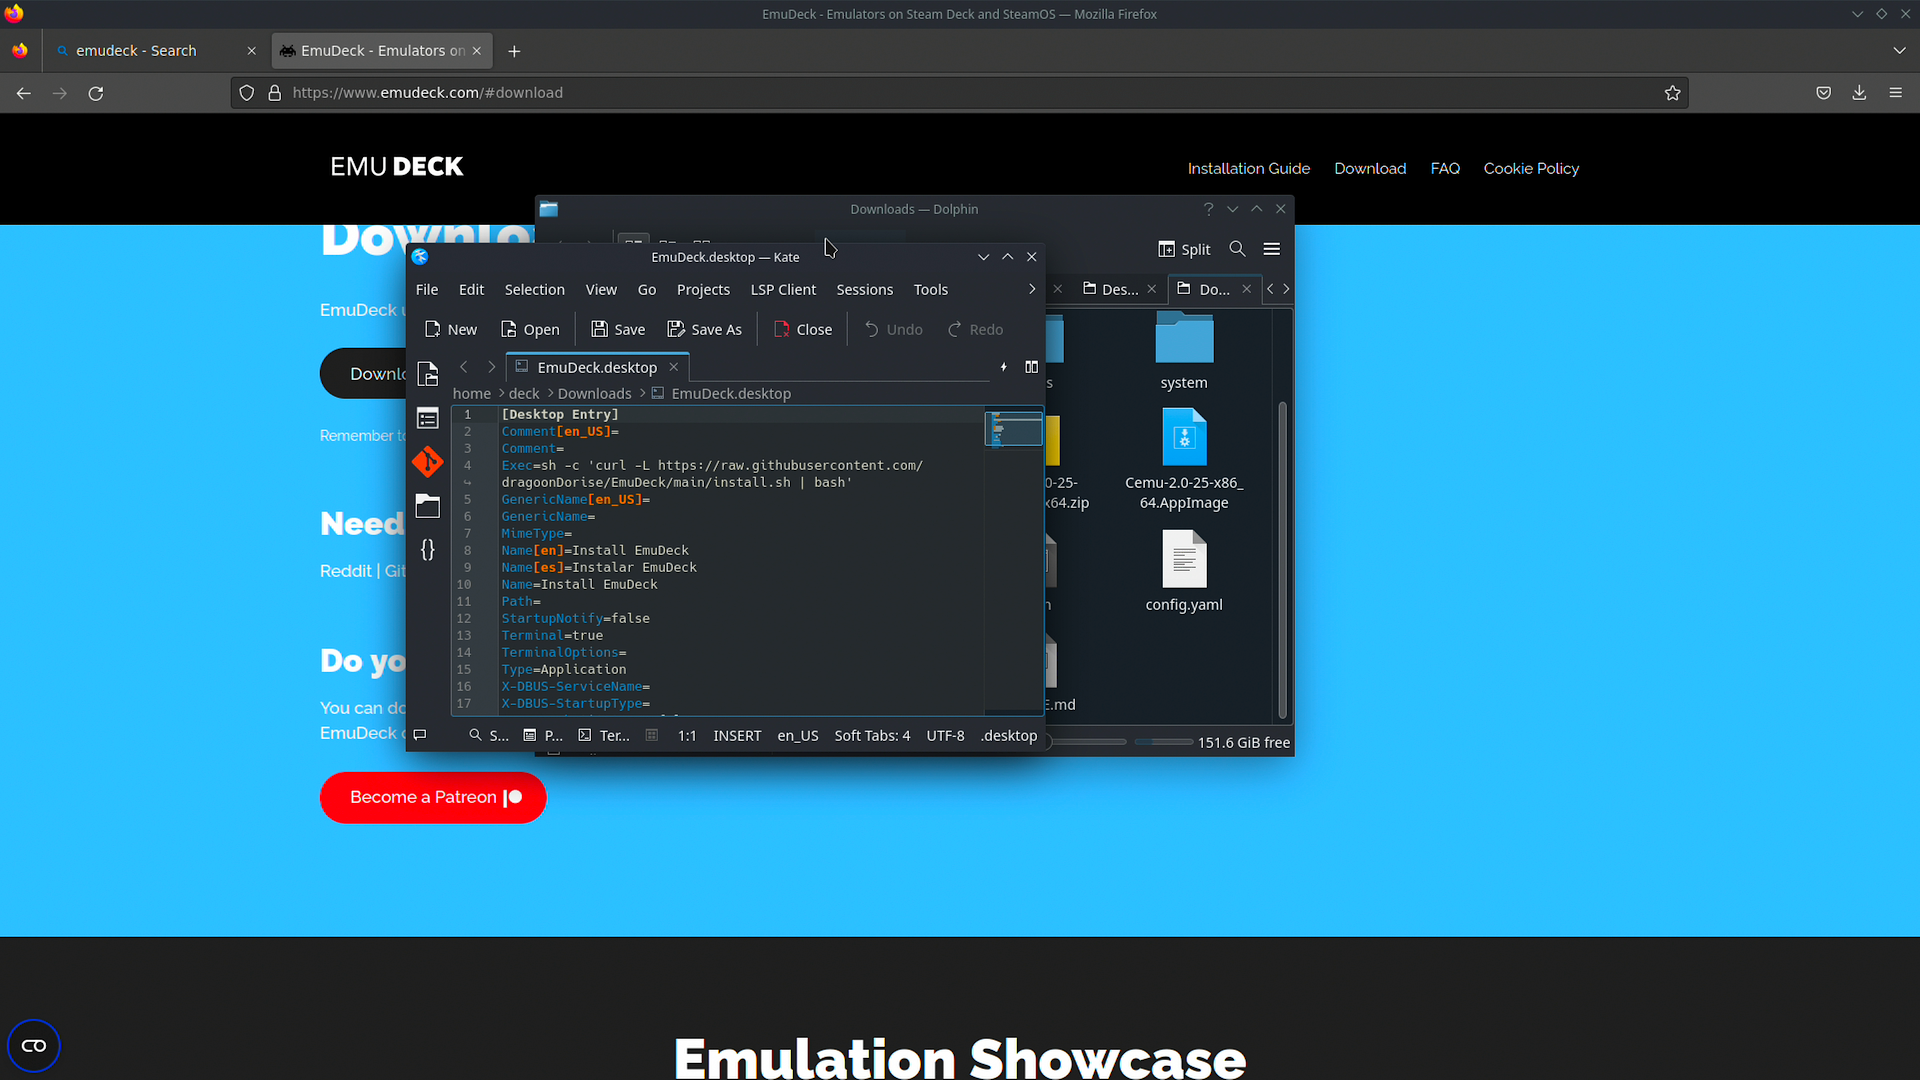 EmuDeck - Emulators on Steam Deck and SteamOS — Mozilla Firefox
emudeck - Search
EmuDeck - Emulators on
https://www.emudeck.com/#download
EMU DECK
Installation Guide
Download
FAQ
Cookie Policy
Downloads — Dolphin
Split
Des...
Do...
EmuDeck.desktop — Kate
File Edit Selection View Go Projects LSP Client Sessions Tools
New Open Save Save As Close Undo Redo
EmuDeck.desktop
home > deck > Downloads > EmuDeck.desktop
1 [Desktop Entry]
2 Comment[en_US]=
3 Comment=
4 Exec=sh -c 'curl -L https://raw.githubusercontent.com/
dragoonDorise/EmuDeck/main/install.sh | bash'
5 GenericName[en_US]=
6 GenericName=
7 MimeType=
8 Name[en]=Install EmuDeck
9 Name[es]=Instalar EmuDeck
10 Name=Install EmuDeck
11 Path=
12 StartupNotify=false
13 Terminal=true
14 TerminalOptions=
15 Type=Application
16 X-DBUS-ServiceName=
17 X-DBUS-StartupType=
S... P... Ter... 1:1 INSERT en_US Soft Tabs: 4 UTF-8 .desktop
s
system
0-25-
x64.zip
Cemu-2.0-25-x86_
64.AppImage
config.yaml
E.md
151.6 GiB free
Downlo
EmuDeck
Downlo
Remember to
Need
Reddit | Git
Do yo
You can do
EmuDeck
Become a Patreon
Emulation Showcase